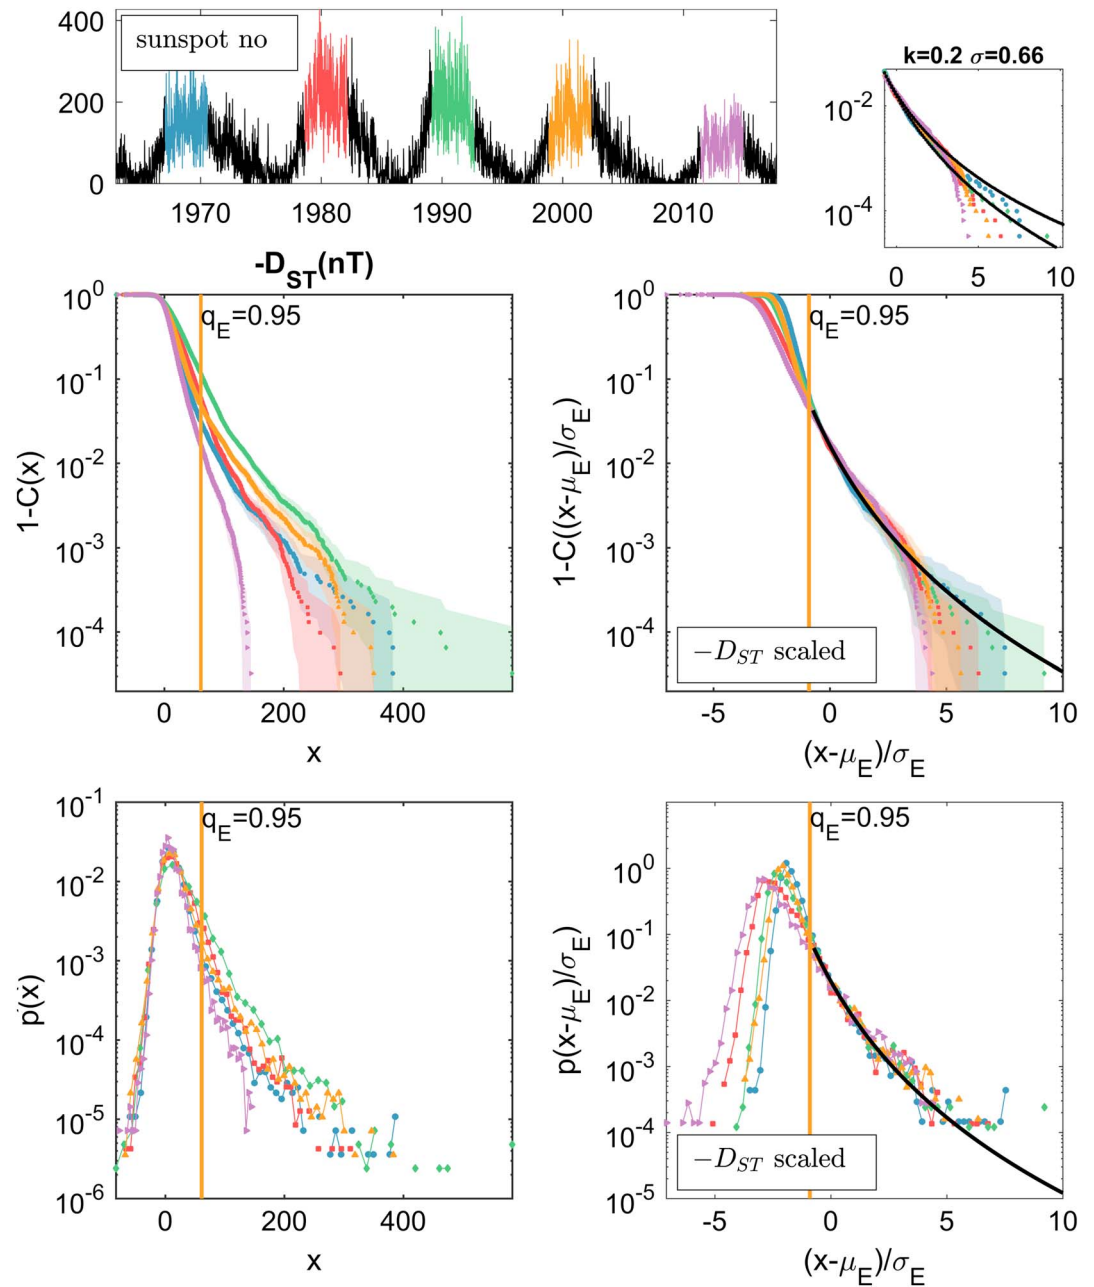 400
200
0
sunspot no
1970 1980 1990 2000 2010
k=0.2 σ=0.66
10^-2
10^-4
0 5 10
-D_ST(nT)
1-C(x)
10^0
10^-1
10^-2
10^-3
10^-4
q_E=0.95
0 200 400
x
1-C((x-μ_E)/σ_E)
10^0
10^-1
10^-2
10^-3
10^-4
q_E=0.95
−D_ST scaled
-5 0 5 10
(x-μ_E)/σ_E
p(x)
10^-1
10^-2
10^-3
10^-4
10^-5
10^-6
q_E=0.95
0 200 400
x
p(x-μ_E)/σ_E)
10^0
10^-1
10^-2
10^-3
10^-4
10^-5
q_E=0.95
−D_ST scaled
-5 0 5 10
(x-μ_E)/σ_E